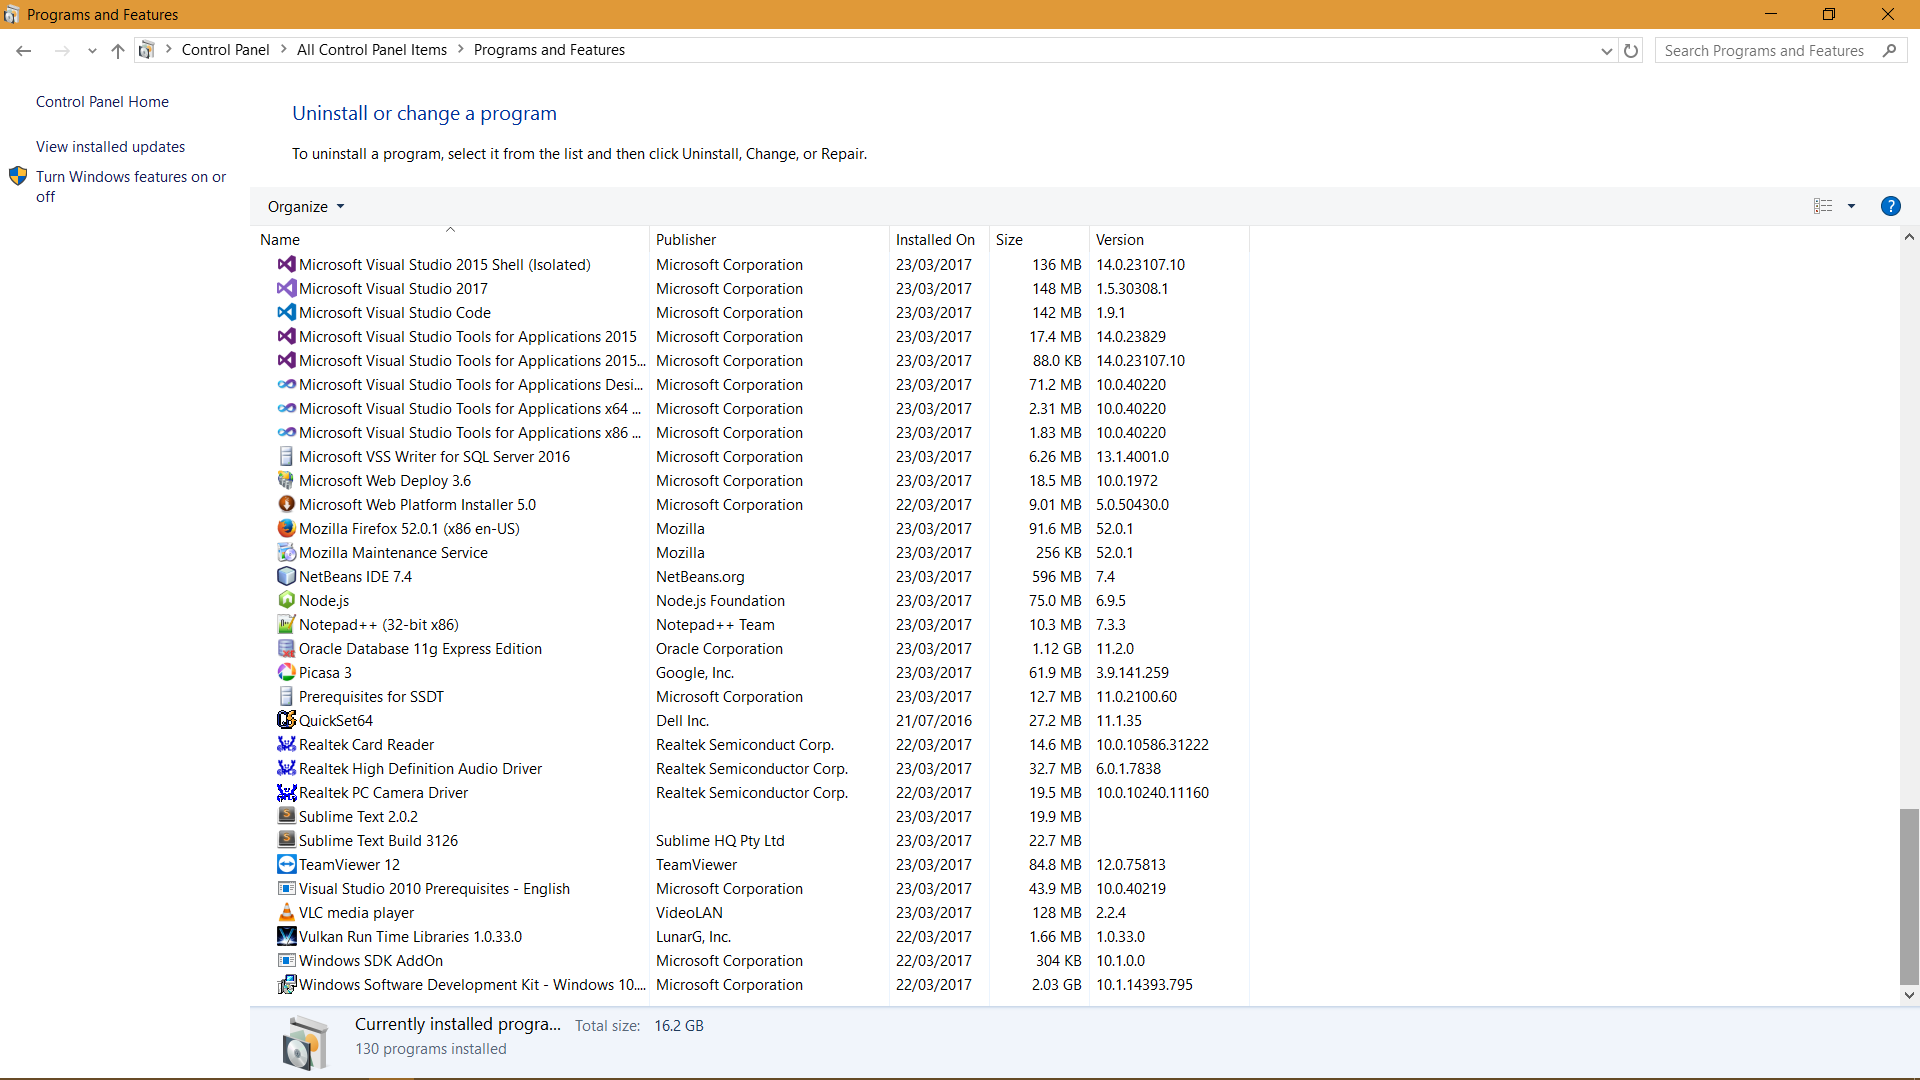 Programs and Features
Control Panel All Control Panel Items Programs and Features Search Programs and Features
Control Panel Home
View installed updates
Turn Windows features on or
off
Uninstall or change a program
To uninstall a program, select it from the list and then click Uninstall, Change, or Repair.
Organize
Name Publisher Installed On Size Version
Microsoft Visual Studio 2015 Shell (Isolated) Microsoft Corporation 23/03/2017 136 MB 14.0.23107.10
Microsoft Visual Studio 2017 Microsoft Corporation 23/03/2017 148 MB 1.5.30308.1
Microsoft Visual Studio Code Microsoft Corporation 23/03/2017 142 MB 1.9.1
Microsoft Visual Studio Tools for Applications 2015 Microsoft Corporation 23/03/2017 17.4 MB 14.0.23829
Microsoft Visual Studio Tools for Applications 2015... Microsoft Corporation 23/03/2017 88.0 KB 14.0.23107.10
Microsoft Visual Studio Tools for Applications Desi... Microsoft Corporation 23/03/2017 71.2 MB 10.0.40220
Microsoft Visual Studio Tools for Applications x64 ... Microsoft Corporation 23/03/2017 2.31 MB 10.0.40220
Microsoft Visual Studio Tools for Applications x86 ... Microsoft Corporation 23/03/2017 1.83 MB 10.0.40220
Microsoft VSS Writer for SQL Server 2016 Microsoft Corporation 23/03/2017 6.26 MB 13.1.4001.0
Microsoft Web Deploy 3.6 Microsoft Corporation 23/03/2017 18.5 MB 10.0.1972
Microsoft Web Platform Installer 5.0 Microsoft Corporation 22/03/2017 9.01 MB 5.0.50430.0
Mozilla Firefox 52.0.1 (x86 en-US) Mozilla 23/03/2017 91.6 MB 52.0.1
Mozilla Maintenance Service Mozilla 23/03/2017 256 KB 52.0.1
NetBeans IDE 7.4 NetBeans.org 23/03/2017 596 MB 7.4
Node.js Node.js Foundation 23/03/2017 75.0 MB 6.9.5
Notepad++ (32-bit x86) Notepad++ Team 23/03/2017 10.3 MB 7.3.3
Oracle Database 11g Express Edition Oracle Corporation 23/03/2017 1.12 GB 11.2.0
Picasa 3 Google, Inc. 23/03/2017 61.9 MB 3.9.141.259
Prerequisites for SSDT Microsoft Corporation 23/03/2017 12.7 MB 11.0.2100.60
QuickSet64 Dell Inc. 21/07/2016 27.2 MB 11.1.35
Realtek Card Reader Realtek Semiconduct Corp. 22/03/2017 14.6 MB 10.0.10586.31222
Realtek High Definition Audio Driver Realtek Semiconductor Corp. 23/03/2017 32.7 MB 6.0.1.7838
Realtek PC Camera Driver Realtek Semiconductor Corp. 22/03/2017 19.5 MB 10.0.10240.11160
Sublime Text 2.0.2 23/03/2017 19.9 MB
Sublime Text Build 3126 Sublime HQ Pty Ltd 23/03/2017 22.7 MB
TeamViewer 12 TeamViewer 23/03/2017 84.8 MB 12.0.75813
Visual Studio 2010 Prerequisites - English Microsoft Corporation 23/03/2017 43.9 MB 10.0.40219
VLC media player VideoLAN 23/03/2017 128 MB 2.2.4
Vulkan Run Time Libraries 1.0.33.0 LunarG, Inc. 22/03/2017 1.66 MB 1.0.33.0
Windows SDK AddOn Microsoft Corporation 22/03/2017 304 KB 10.1.0.0
Windows Software Development Kit - Windows 10.... Microsoft Corporation 22/03/2017 2.03 GB 10.1.14393.795
Currently installed progra... Total size: 16.2 GB
130 programs installed